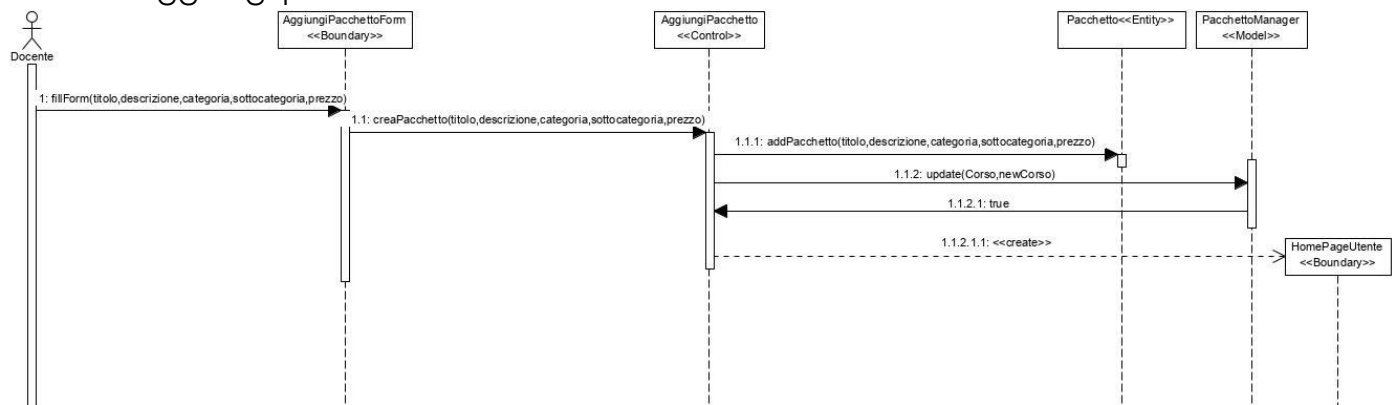 AggiungiPacchettoForm
<<Boundary>>
AggiungiPacchetto
<<Control>>
Pacchetto<<Entity>>
PacchettoManager
<<Model>>
Docente
1: fillForm(titolo,descrizione,categoria,sottocategoria,prezzo)
1.1: creaPacchetto(titolo,descrizione,categoria,sottocategoria,prezzo)
1.1.1: addPacchetto(titolo,descrizione,categoria,sottocategoria,prezzo)
1.1.2: update(Corso,newCorso)
1.1.2.1: true
1.1.2.1.1: <<create>>
HomePageUtente
<<Boundary>>